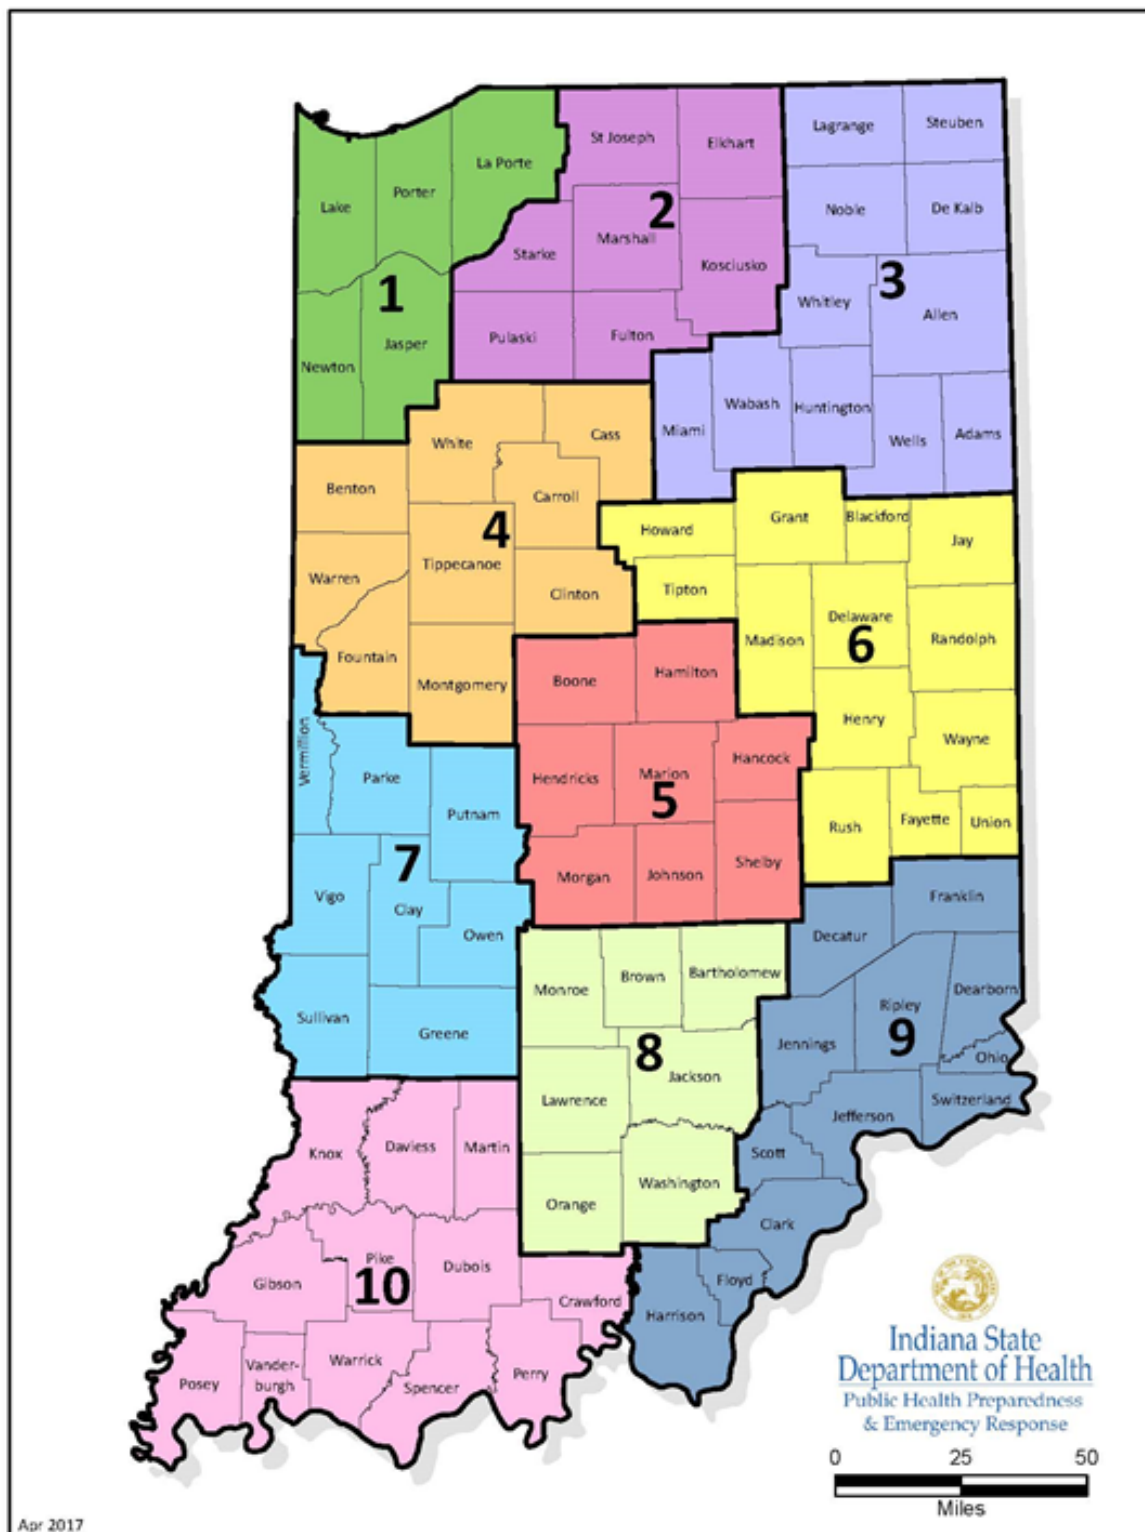 Lake
Porter
La Porte
1
Newton
Jasper
St Joseph
Elkhart
2
Starke
Marshall
Kosciusko
Pulaski
Fulton
Lagrange
Steuben
Noble
De Kalb
3
Whitley
Allen
Miami
Wabash
Huntington
Wells
Adams
White
Cass
Benton
Carroll
4
Warren
Tippecanoe
Clinton
Fountain
Montgomery
Howard
Grant
Blackford
Jay
Tipton
Madison
Delaware
6
Randolph
Henry
Wayne
Rush
Fayette
Union
Boone
Hamilton
Hendricks
Marion
Hancock
5
Morgan
Johnson
Shelby
Vermillion
Parke
Putnam
7
Vigo
Clay
Owen
Sullivan
Greene
Monroe
Brown
Bartholomew
8
Jackson
Lawrence
Orange
Washington
Decatur
Franklin
Ripley
Dearborn
9
Jennings
Ohio
Jefferson
Switzerland
Scott
Clark
Floyd
Harrison
Knox
Daviess
Martin
Pike
Dubois
Gibson
10
Crawford
Posey
Vander-
burgh
Warrick
Spencer
Perry
Indiana State
Department of Health
Public Health Preparedness
& Emergency Response
0 25 50
Miles
Apr 2017